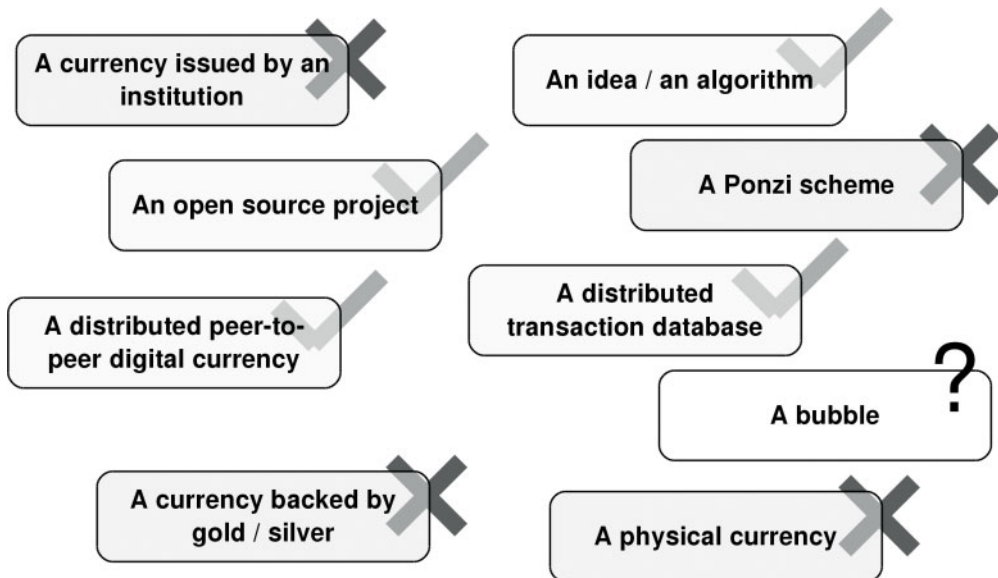 A currency issued by an
institution
An idea / an algorithm
An open source project
A Ponzi scheme
A distributed peer-to-
peer digital currency
A distributed
transaction database
?
A bubble
A currency backed by
gold / silver
A physical currency